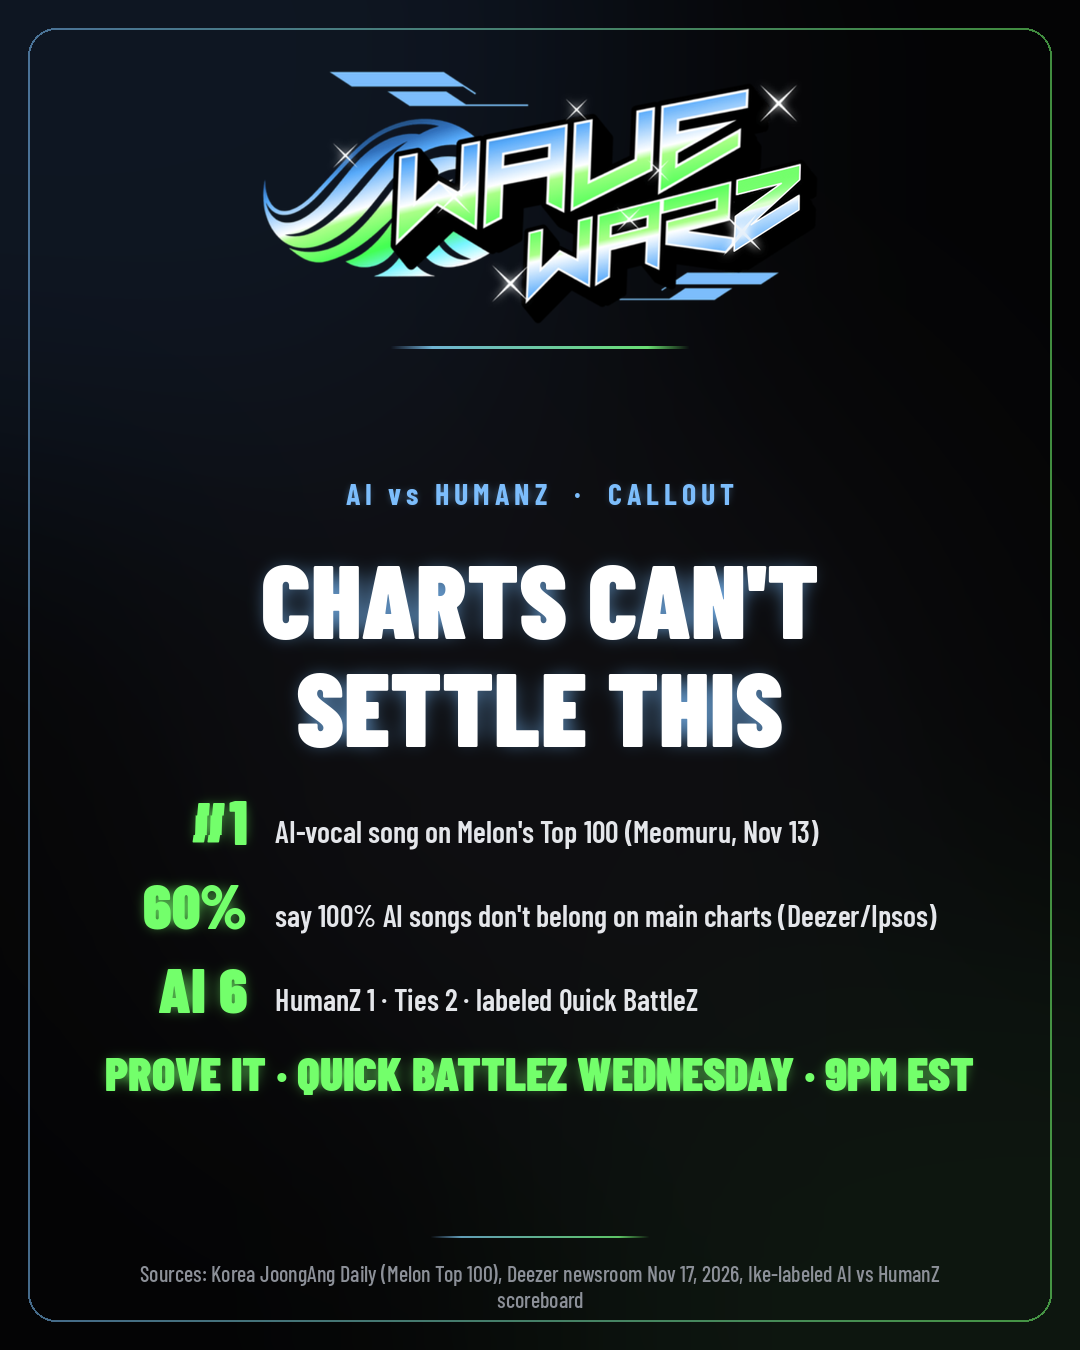 WAVE
WARZ
AI vs HUMANZ · CALLOUT
CHARTS CAN'T
SETTLE THIS
#1 AI-vocal song on Melon's Top 100 (Meomuru, Nov 13)
60% say 100% AI songs don't belong on main charts (Deezer/Ipsos)
AI 6 HumanZ 1 · Ties 2 · labeled Quick BattleZ
PROVE IT · QUICK BATTLEZ WEDNESDAY · 9PM EST
Sources: Korea JoongAng Daily (Melon Top 100), Deezer newsroom Nov 17, 2026, Ike-labeled AI vs HumanZ
scoreboard